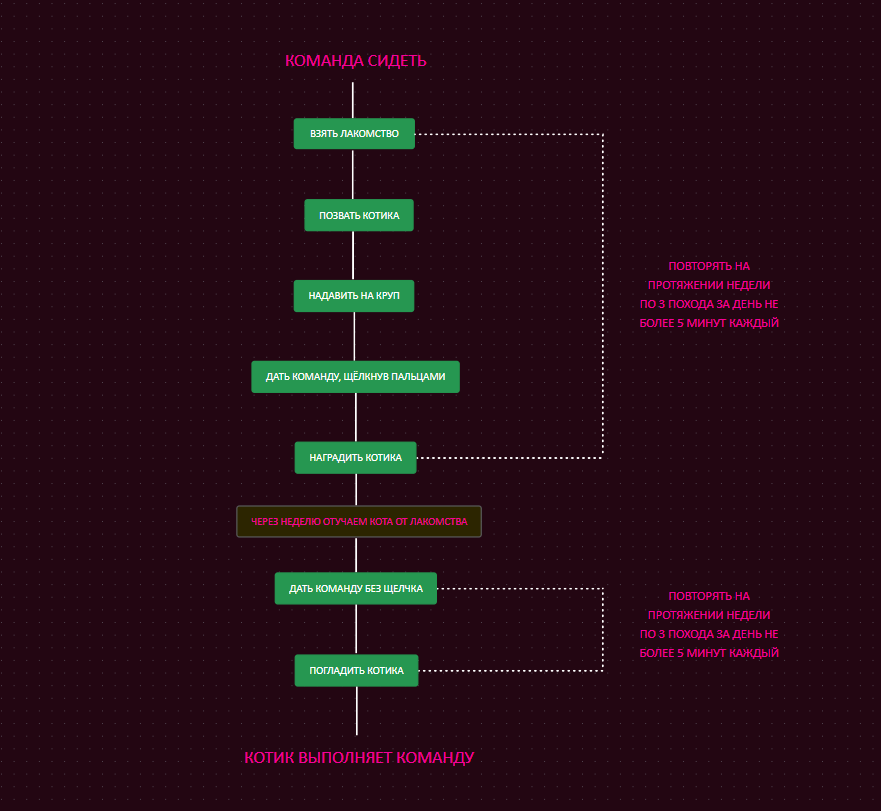 КОМАНДА СИДЕТЬ
ВЗЯТЬ ЛАКОМСТВО
ПОЗВАТЬ КОТИКА
НАДАВИТЬ НА КРУП
ДАТЬ КОМАНДУ, ЩЁЛКНУВ ПАЛЬЦАМИ
НАГРАДИТЬ КОТИКА
ПОВТОРЯТЬ НА
ПРОТЯЖЕНИИ НЕДЕЛИ
ПО 3 ПОХОДА ЗА ДЕНЬ НЕ
БОЛЕЕ 5 МИНУТ КАЖДЫЙ
ЧЕРЕЗ НЕДЕЛЮ ОТУЧАЕМ КОТА ОТ ЛАКОМСТВА
ДАТЬ КОМАНДУ БЕЗ ЩЕЛЧКА
ПОГЛАДИТЬ КОТИКА
ПОВТОРЯТЬ НА
ПРОТЯЖЕНИИ НЕДЕЛИ
ПО 3 ПОХОДА ЗА ДЕНЬ НЕ
БОЛЕЕ 5 МИНУТ КАЖДЫЙ
КОТИК ВЫПОЛНЯЕТ КОМАНДУ